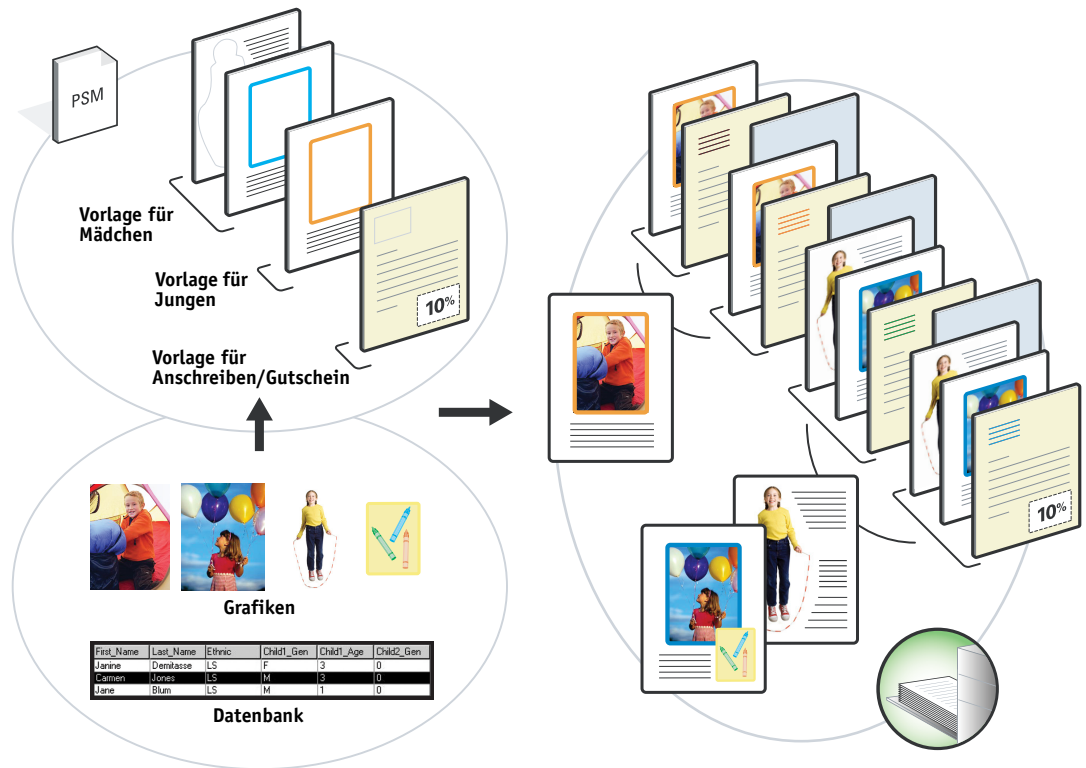 PSM
Vorlage für
Mädchen
Vorlage für
Jungen
10%
Vorlage für
Anschreiben/Gutschein
Grafiken
First_Name Last_Name Ethnic Child1_Gen Child1_Age Child2_Gen
Janine Demitasse LS F 3 0
Carmen Jones LS M 3 0
Jane Blum LS M 1 0
Datenbank
10%